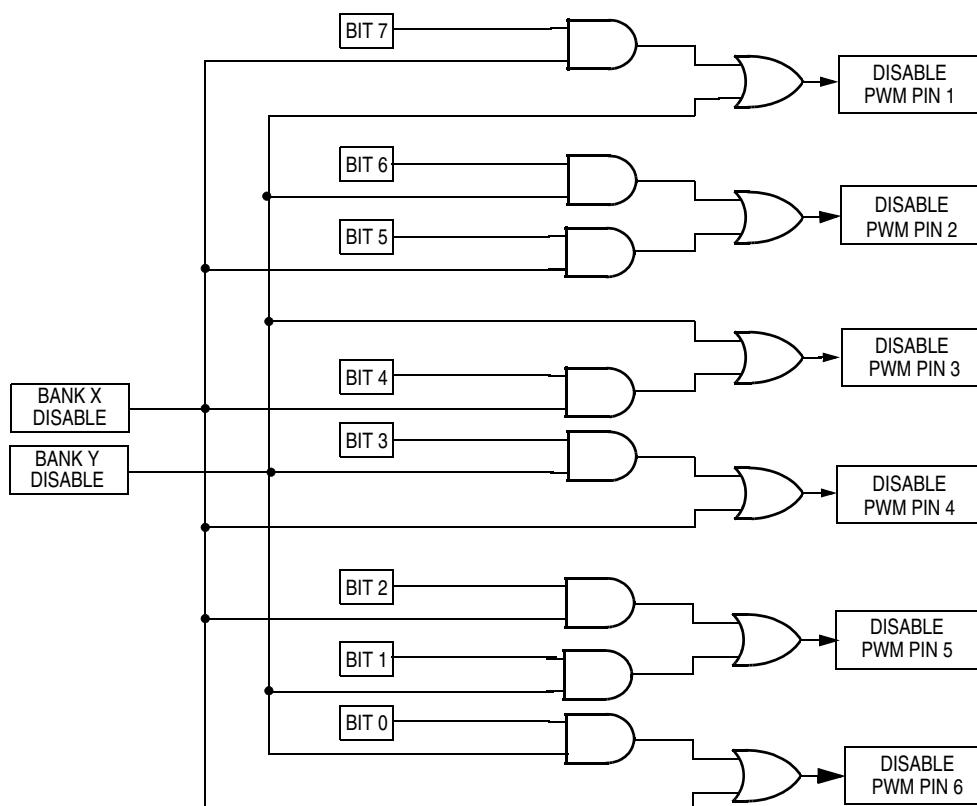 BIT 7
DISABLE
PWM PIN 1
BIT 6
DISABLE
PWM PIN 2
BIT 5
DISABLE
PWM PIN 3
BIT 4
BANK X
DISABLE
BIT 3
BANK Y
DISABLE
DISABLE
PWM PIN 4
BIT 2
DISABLE
PWM PIN 5
BIT 1
BIT 0
DISABLE
PWM PIN 6